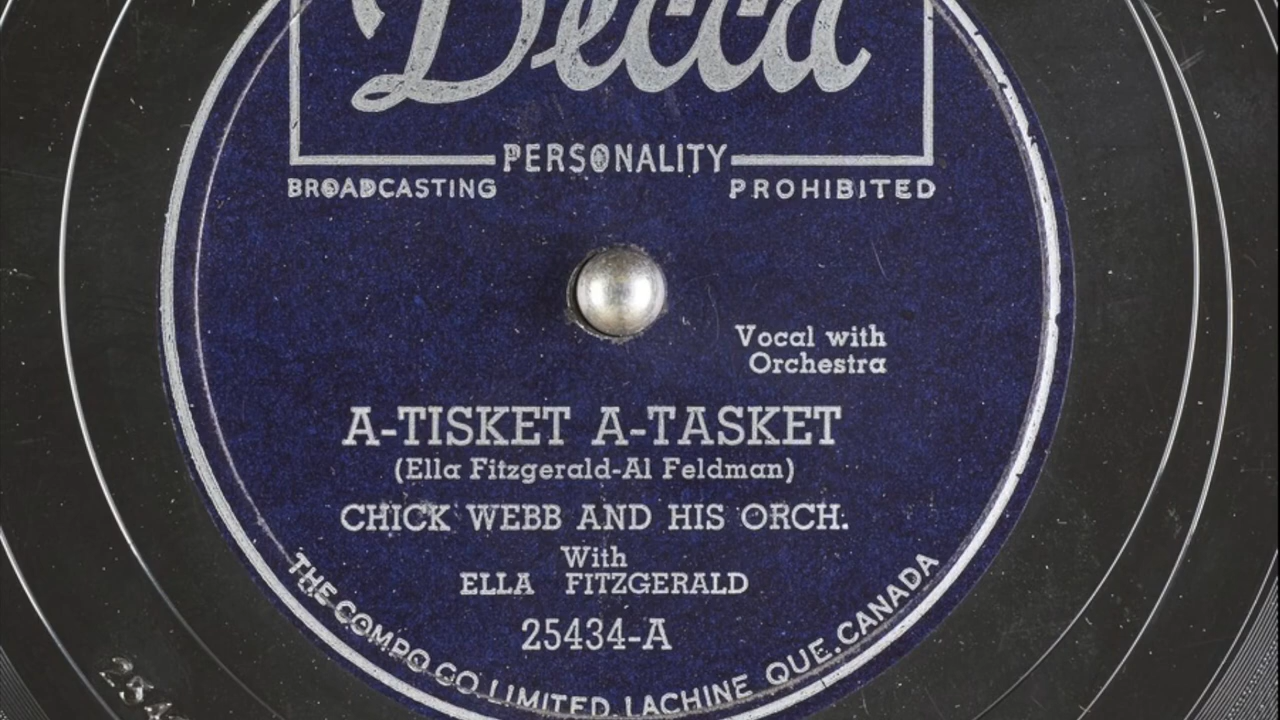 Decca
PERSONALITY
BROADCASTING PROHIBITED
Vocal with
Orchestra
A-TISKET A-TASKET
(Ella Fitzgerald-Al Feldman)
CHICK WEBB AND HIS ORCH.
With
ELLA FITZGERALD
25434-A
THE COMPO CO. LIMITED, LACHINE QUE. CANADA